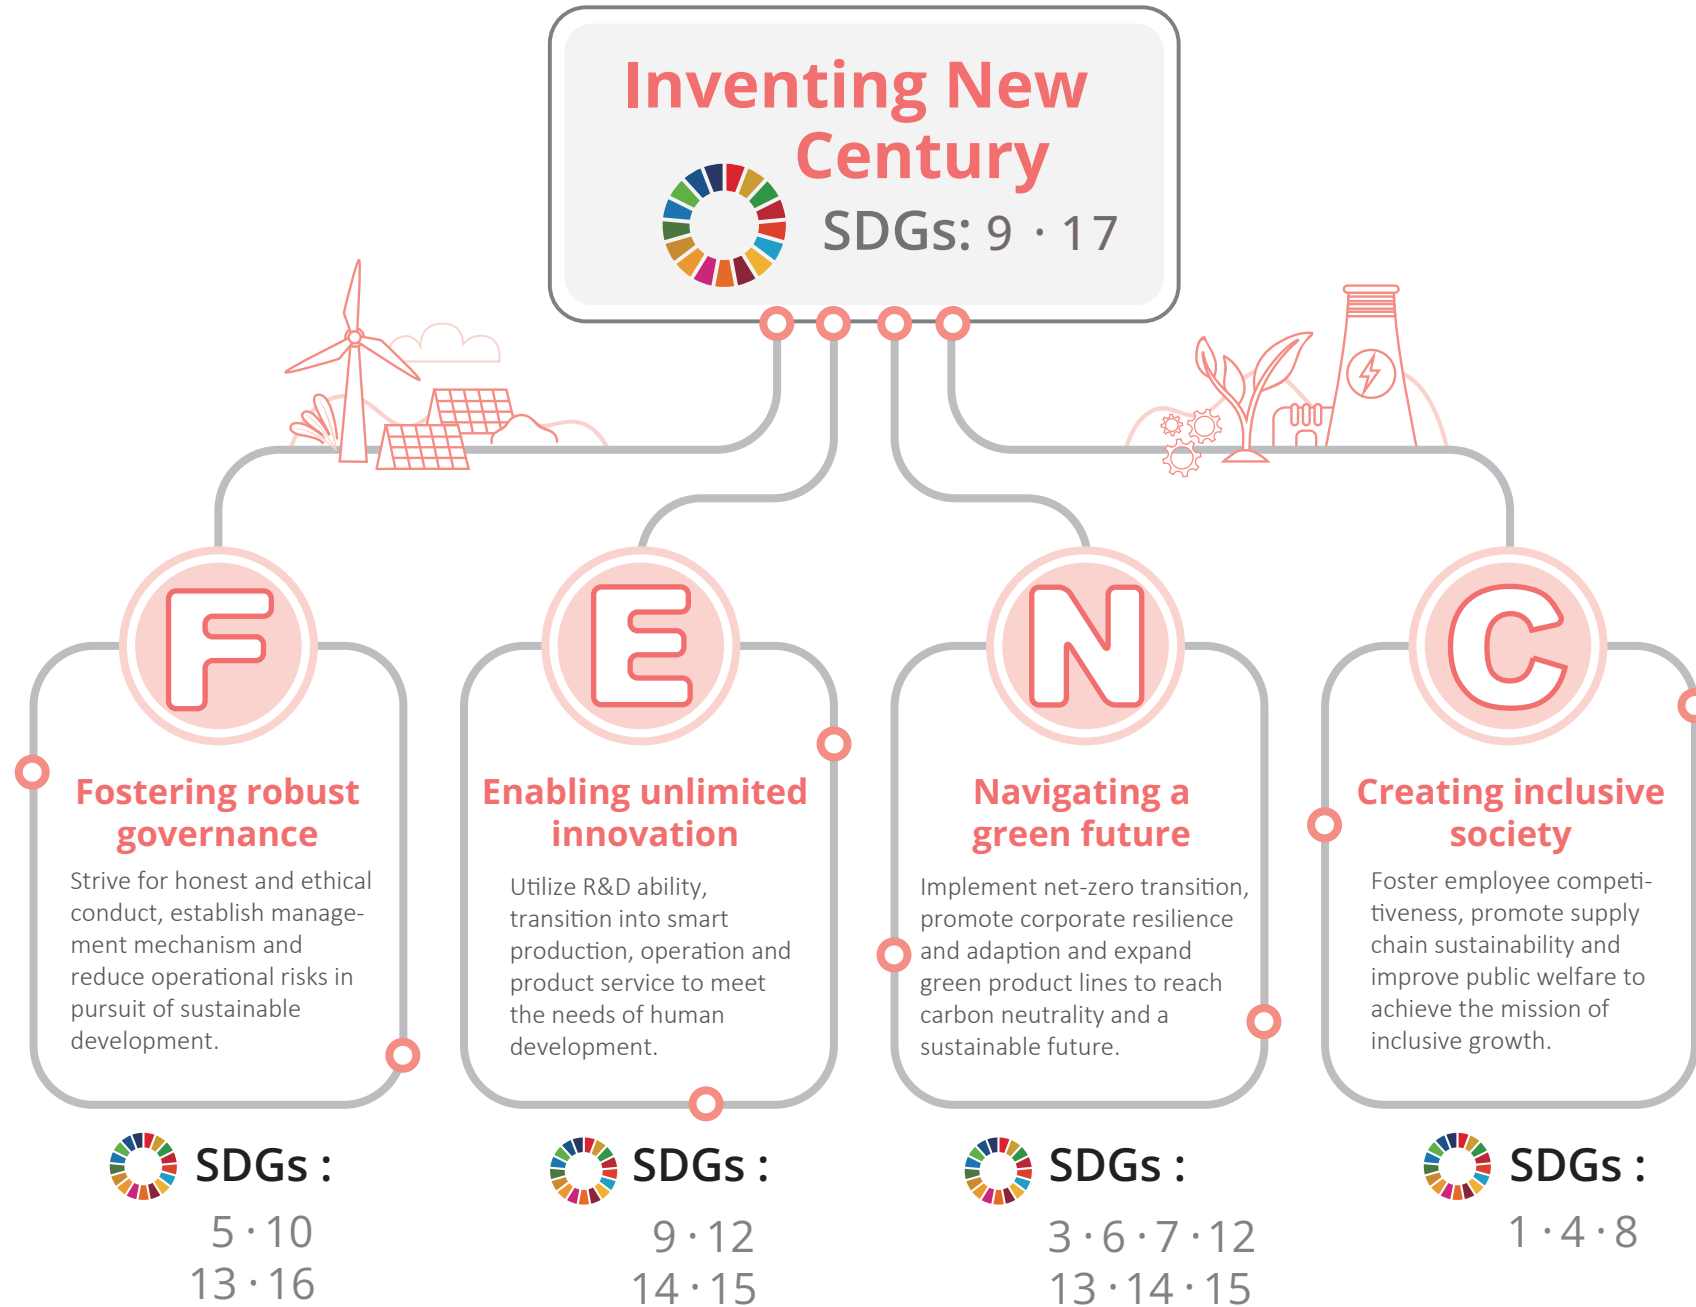 Inventing New
Century
SDGs: 9 · 17
F
Fostering robust
governance
Strive for honest and ethical
conduct, establish manage-
ment mechanism and
reduce operational risks in
pursuit of sustainable
development.
SDGs :
5 · 10
13 · 16
E
Enabling unlimited
innovation
Utilize R&D ability,
transition into smart
production, operation and
product service to meet
the needs of human
development.
SDGs :
9 · 12
14 · 15
N
Navigating a
green future
Implement net-zero transition,
promote corporate resilience
and adaption and expand
green product lines to reach
carbon neutrality and a
sustainable future.
SDGs :
3 · 6 · 7 · 12
13 · 14 · 15
C
Creating inclusive
society
Foster employee competi-
tiveness, promote supply
chain sustainability and
improve public welfare to
achieve the mission of
inclusive growth.
SDGs :
1 · 4 · 8